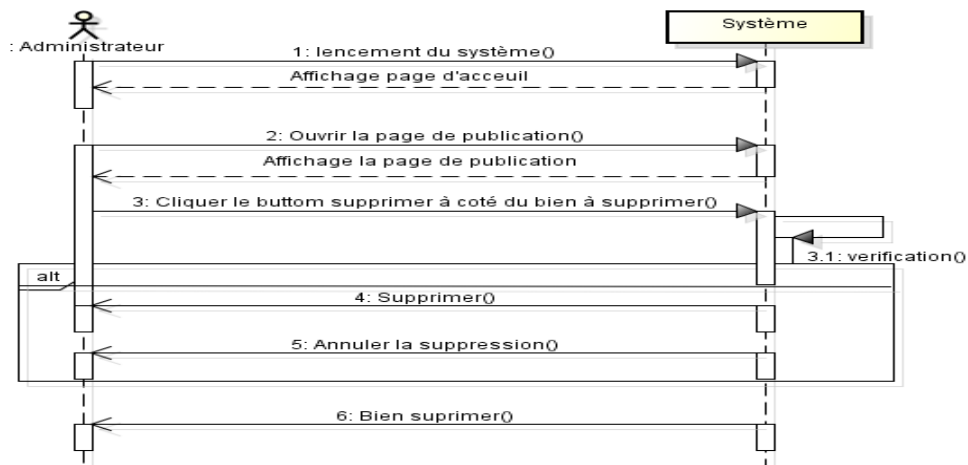 Système
: Administrateur
1: lencement du système()
Affichage page d'acceuil
2: Ouvrir la page de publication()
Affichage la page de publication
3: Cliquer le buttom supprimer à coté du bien à supprimer()
3.1: verification()
alt
4: Supprimer()
5: Annuler la suppression()
6: Bien suprimer()